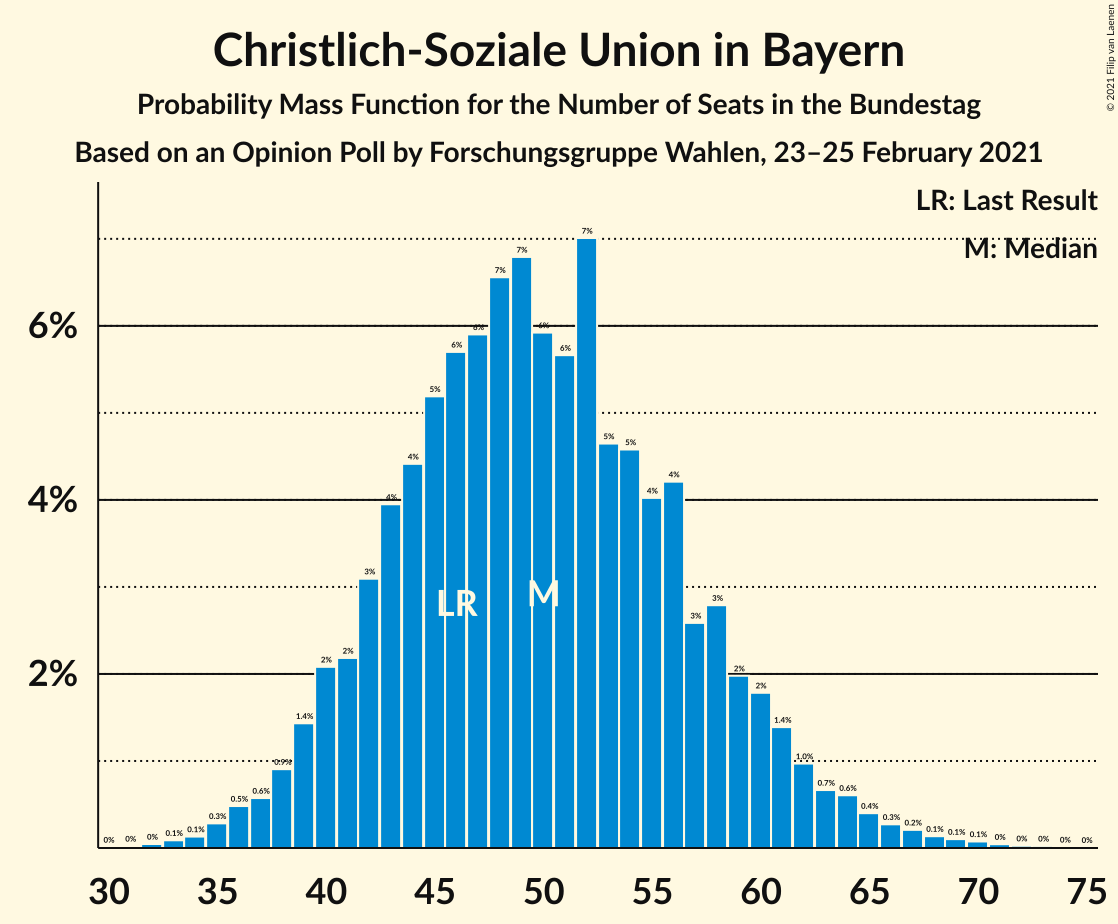 Christlich-Soziale Union in Bayern
Probability Mass Function for the Number of Seats in the Bundestag
Based on an Opinion Poll by Forschungsgruppe Wahlen, 23–25 February 2021
© 2021 Filip van Laenen
LR: Last Result
M: Median
6%
4%
2%
0% 0% 0% 0.1% 0.1% 0.3% 0.5% 0.6% 0.9% 1.4% 2% 2% 3% 4% 4% 5% 6% 6% 7% 7% 6% 6% 7% 5% 5% 4% 4% 3% 3% 2% 2% 1.4% 1.0% 0.7% 0.6% 0.4% 0.3% 0.2% 0.1% 0.1% 0.1% 0% 0% 0% 0% 0%
LR M
30 35 40 45 50 55 60 65 70 75